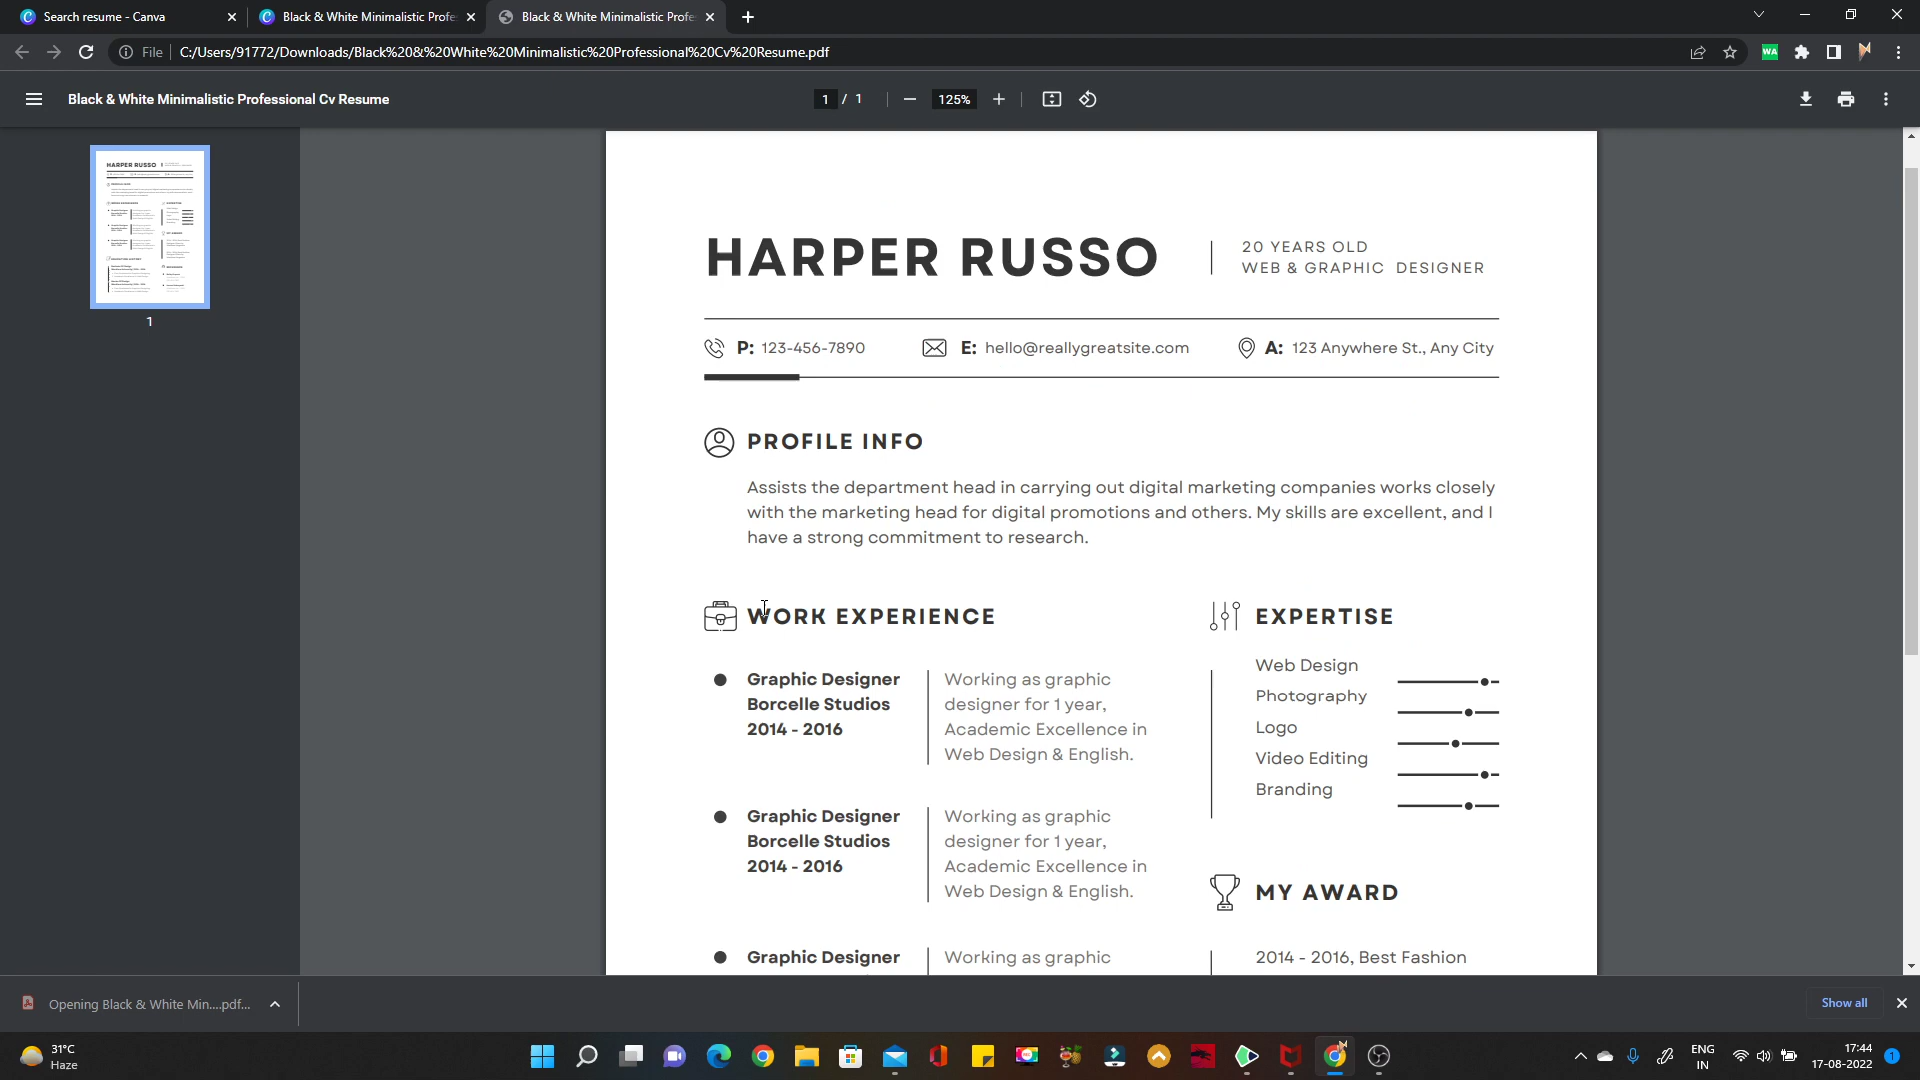 Search resume - Canva
Black & White Minimalistic Profe
Black & White Minimalistic Profe
File
C:/Users/91772/Downloads/Black%20&%20White%20Minimalistic%20Professional%20Cv%20Resume.pdf
WA
Black & White Minimalistic Professional Cv Resume
1 / 1
125%
HARPER RUSSO
1
HARPER RUSSO
20 YEARS OLD
WEB & GRAPHIC DESIGNER
P: 123-456-7890
E: hello@reallygreatsite.com
A: 123 Anywhere St., Any City
PROFILE INFO
Assists the department head in carrying out digital marketing companies works closely
with the marketing head for digital promotions and others. My skills are excellent, and I
have a strong commitment to research.
WORK EXPERIENCE
Graphic Designer
Borcelle Studios
2014 - 2016
Working as graphic
designer for 1 year,
Academic Excellence in
Web Design & English.
Graphic Designer
Borcelle Studios
2014 - 2016
Working as graphic
designer for 1 year,
Academic Excellence in
Web Design & English.
Graphic Designer
Working as graphic
EXPERTISE
Web Design
Photography
Logo
Video Editing
Branding
MY AWARD
2014 - 2016, Best Fashion
Opening Black & White Min....pdf...
Show all
31°C
Haze
ENG
IN
17:44
17-08-2022
1